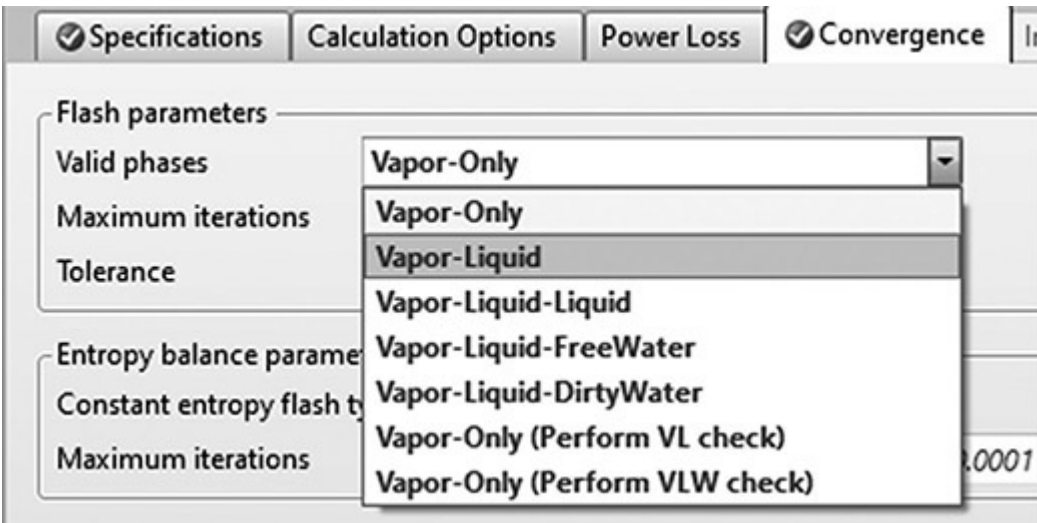 Specifications Calculation Options Power Loss Convergence
Flash parameters
Valid phases Vapor-Only
Maximum iterations Vapor-Only
Vapor-Liquid
Tolerance
Vapor-Liquid-Liquid
Vapor-Liquid-FreeWater
Entropy balance
Vapor-Liquid-DirtyWater
Constant entropy flash
Vapor-Only (Perform VL check)
Maximum iterations .0001
Vapor-Only (Perform VLW check)